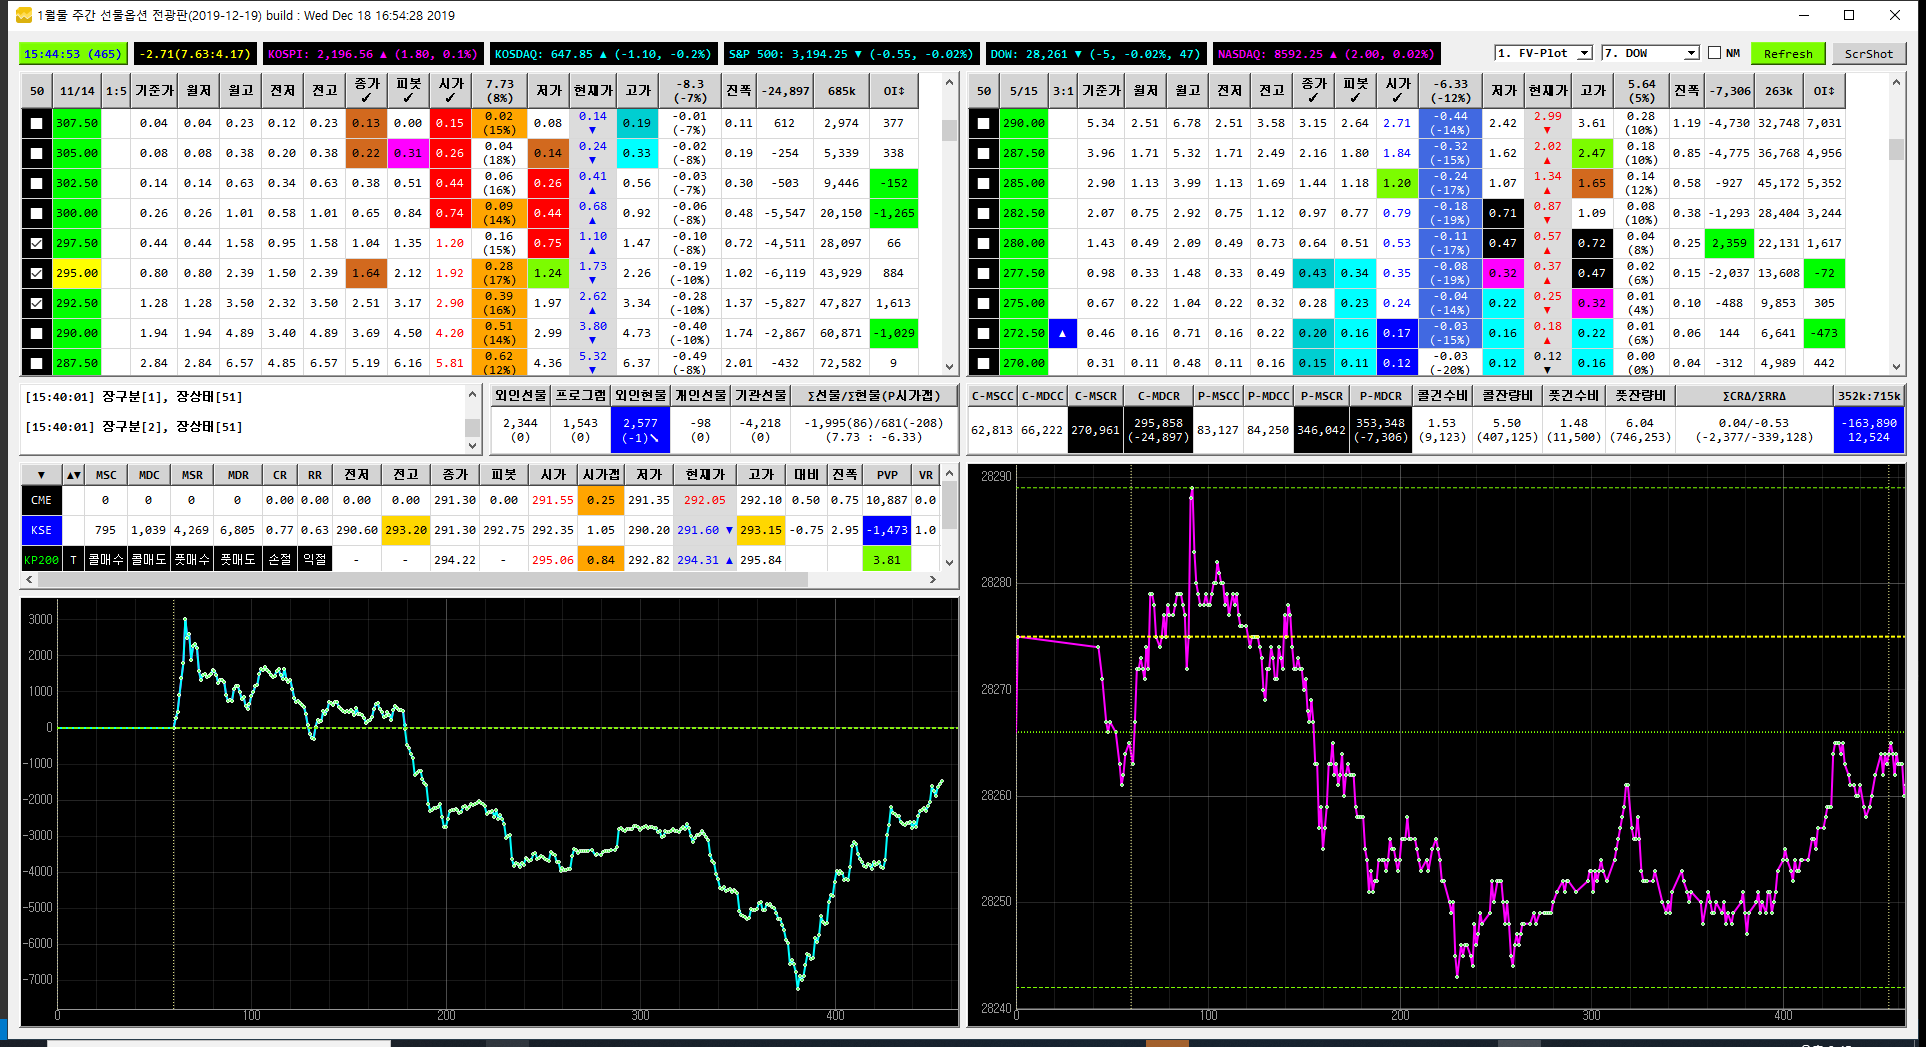 1월물 주간 선물옵션 전광판(2019-12-19) build : Wed Dec 18 16:54:28 2019
15:44:53 (465) -2.71(7.63:4.17) KOSPI: 2,196.56 ▲ (1.80, 0.1%) KOSDAQ: 647.85 ▲ (-1.10, -0.2%) S&P 500: 3,194.25 ▼ (-0.55, -0.02%) DOW: 28,261 ▼ (-5, -0.02%, 47) NASDAQ: 8592.25 ▲ (2.00, 0.02%) 1. FV-Plot 7. DOW NM Refresh ScrShot
50 11/14 1:5 기준가 월저 월고 전저 전고 종가 ✓ 피봇 ✓ 시가 ✓ 7.73 (8%) 저가 현재가 고가 -8.3 (-7%) 진폭 -24,897 685k OI↕
307.50 0.04 0.04 0.23 0.12 0.23 0.13 0.00 0.15 0.02 (15%) 0.08 0.14 ▼ 0.19 -0.01 (-7%) 0.11 612 2,974 377
305.00 0.08 0.08 0.38 0.20 0.38 0.22 0.31 0.26 0.04 (18%) 0.14 0.24 ▼ 0.33 -0.02 (-8%) 0.19 -254 5,339 338
302.50 0.14 0.14 0.63 0.34 0.63 0.38 0.51 0.44 0.06 (16%) 0.26 0.41 ▲ 0.56 -0.03 (-7%) 0.30 -503 9,446 -152
300.00 0.26 0.26 1.01 0.58 1.01 0.65 0.84 0.74 0.09 (14%) 0.44 0.68 ▲ 0.92 -0.06 (-8%) 0.48 -5,547 20,150 -1,265
297.50 0.44 0.44 1.58 0.95 1.58 1.04 1.35 1.20 0.16 (15%) 0.75 1.10 ▲ 1.47 -0.10 (-8%) 0.72 -4,511 28,097 66
295.00 0.80 0.80 2.39 1.50 2.39 1.64 2.12 1.92 0.28 (17%) 1.24 1.73 ▼ 2.26 -0.19 (-10%) 1.02 -6,119 43,929 884
292.50 1.28 1.28 3.50 2.32 3.50 2.51 3.17 2.90 0.39 (16%) 1.97 2.62 ▲ 3.34 -0.28 (-10%) 1.37 -5,827 47,827 1,613
290.00 1.94 1.94 4.89 3.40 4.89 3.69 4.50 4.20 0.51 (14%) 2.99 3.80 ▼ 4.73 -0.40 (-10%) 1.74 -2,867 60,871 -1,029
287.50 2.84 2.84 6.57 4.85 6.57 5.19 6.16 5.81 0.62 (12%) 4.36 5.32 ▼ 6.37 -0.49 (-8%) 2.01 -432 72,582 9
50 5/15 3:1 기준가 월저 월고 전저 전고 종가 ✓ 피봇 ✓ 시가 ✓ -6.33 (-12%) 저가 현재가 고가 5.64 (5%) 진폭 -7,306 263k OI↕
290.00 5.34 2.51 6.78 2.51 3.58 3.15 2.64 2.71 -0.44 (-14%) 2.42 2.99 ▼ 3.61 0.28 (10%) 1.19 -4,730 32,748 7,031
287.50 3.96 1.71 5.32 1.71 2.49 2.16 1.80 1.84 -0.32 (-15%) 1.62 2.02 ▲ 2.47 0.18 (10%) 0.85 -4,775 36,768 4,956
285.00 2.90 1.13 3.99 1.13 1.69 1.44 1.18 1.20 -0.24 (-17%) 1.07 1.34 ▲ 1.65 0.14 (12%) 0.58 -927 45,172 5,352
282.50 2.07 0.75 2.92 0.75 1.12 0.97 0.77 0.79 -0.18 (-19%) 0.71 0.87 ▼ 1.09 0.08 (10%) 0.38 -1,293 28,404 3,244
280.00 1.43 0.49 2.09 0.49 0.73 0.64 0.51 0.53 -0.11 (-17%) 0.47 0.57 ▲ 0.72 0.04 (8%) 0.25 2,359 22,131 1,617
277.50 0.98 0.33 1.48 0.33 0.49 0.43 0.34 0.35 -0.08 (-19%) 0.32 0.37 ▲ 0.47 0.02 (6%) 0.15 -2,037 13,608 -72
275.00 0.67 0.22 1.04 0.22 0.32 0.28 0.23 0.24 -0.04 (-14%) 0.22 0.25 ▲ 0.32 0.01 (4%) 0.10 -488 9,853 305
272.50 ▲ 0.46 0.16 0.71 0.16 0.22 0.20 0.16 0.17 -0.03 (-15%) 0.16 0.18 ▲ 0.22 0.01 (6%) 0.06 144 6,641 -473
270.00 0.31 0.11 0.48 0.11 0.16 0.15 0.11 0.12 -0.03 (-20%) 0.12 0.12 ▼ 0.16 0.00 (0%) 0.04 -312 4,989 442
[15:40:01] 장구분[1], 장상태[51]
[15:40:01] 장구분[2], 장상태[51]
외인선물 프로그램 외인현물 개인선물 기관선물 Σ선물/Σ현물(P시가갭)
2,344 (0) 1,543 (0) 2,577 (-1)↘ -98 (0) -4,218 (0) -1,995(86)/681(-208) (7.73 : -6.33)
C-MSCC C-MDCC C-MSCR C-MDCR P-MSCC P-MDCC P-MSCR P-MDCR 콜건수비 콜잔량비 풋건수비 풋잔량비 ΣCRΔ/ΣRRΔ 352k:715k
62,813 66,222 270,961 295,858 (-24,897) 83,127 84,250 346,042 353,348 (-7,306) 1.53 (9,123) 5.50 (407,125) 1.48 (11,500) 6.04 (746,253) 0.04/-0.53 (-2,377/-339,128) -163,890 12,524
▼ ▲▼ MSC MDC MSR MDR CR RR 전저 전고 종가 피봇 시가 시가갭 저가 현재가 고가 대비 진폭 PVP VR
CME 0 0 0 0 0.00 0.00 0.00 0.00 291.30 0.00 291.55 0.25 291.35 292.05 292.10 0.50 0.75 10,887 0.0
KSE 795 1,039 4,269 6,805 0.77 0.63 290.60 293.20 291.30 292.75 292.35 1.05 290.20 291.60 ▼ 293.15 -0.75 2.95 -1,473 1.0
KP200 T 콜매수 콜매도 풋매수 풋매도 손절 익절 - - 294.22 - 295.06 0.84 292.82 294.31 ▲ 295.84 3.81
3000
2000
1000
0
-1000
-2000
-3000
-4000
-5000
-6000
-7000
0 100 200 300 400
28290
28280
28270
28260
28250
28240
0 100 200 300 400